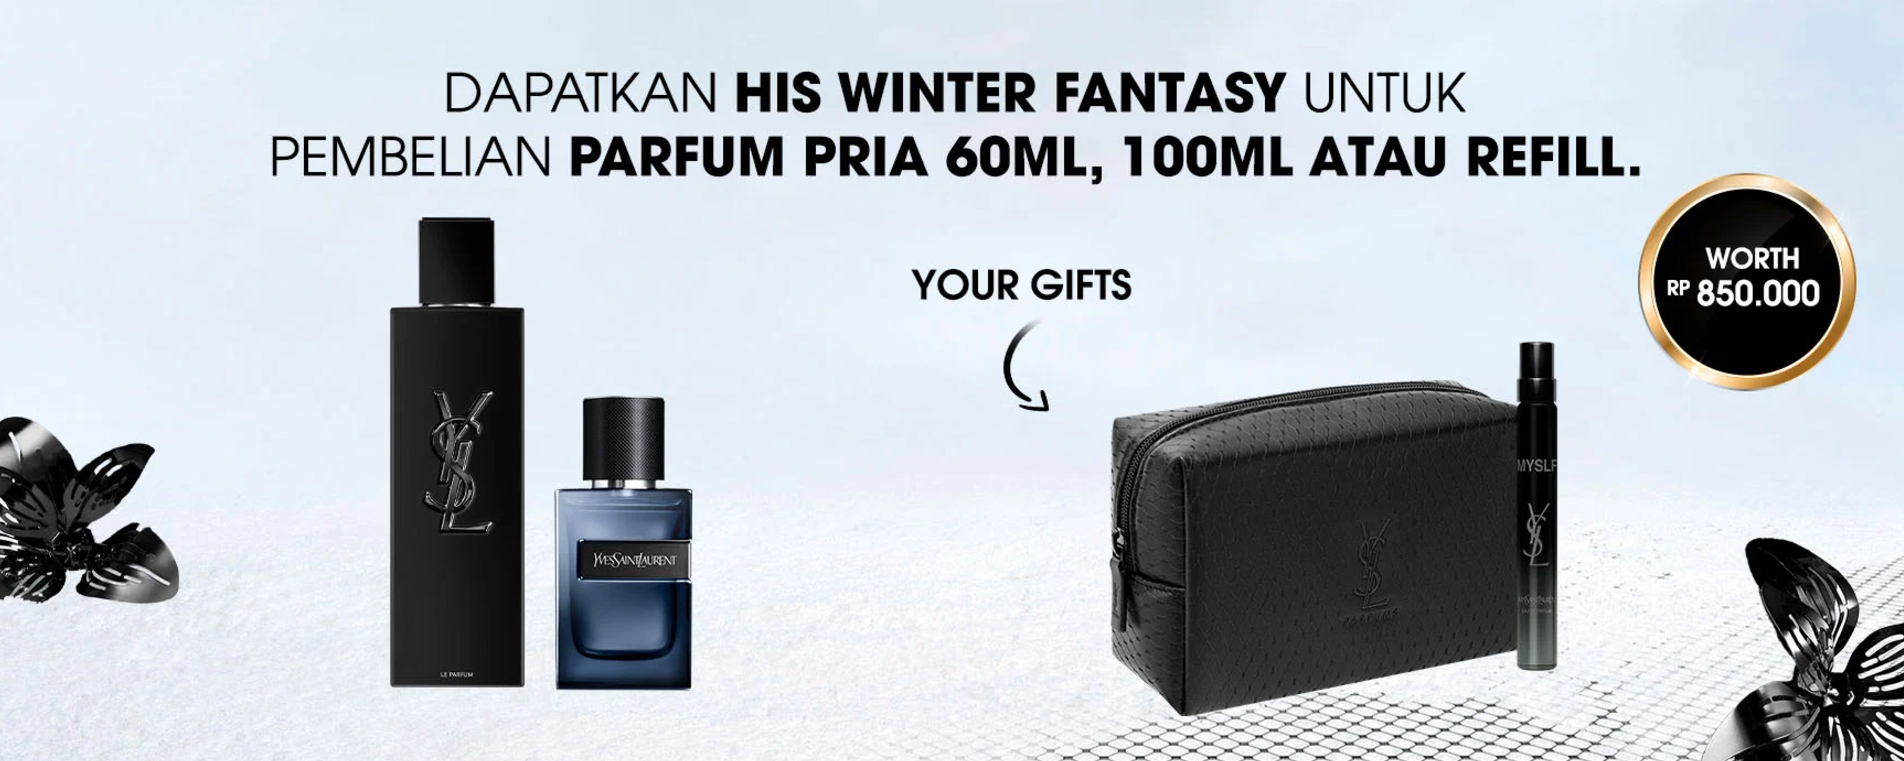 DAPATKAN HIS WINTER FANTASY UNTUK
PEMBELIAN PARFUM PRIA 60ML, 100ML ATAU REFILL.
WORTH
RP 850.000
YOUR GIFTS
YSL
LE PARFUM
YVESSAINTLAURENT
YSL
MYSLF
YSL